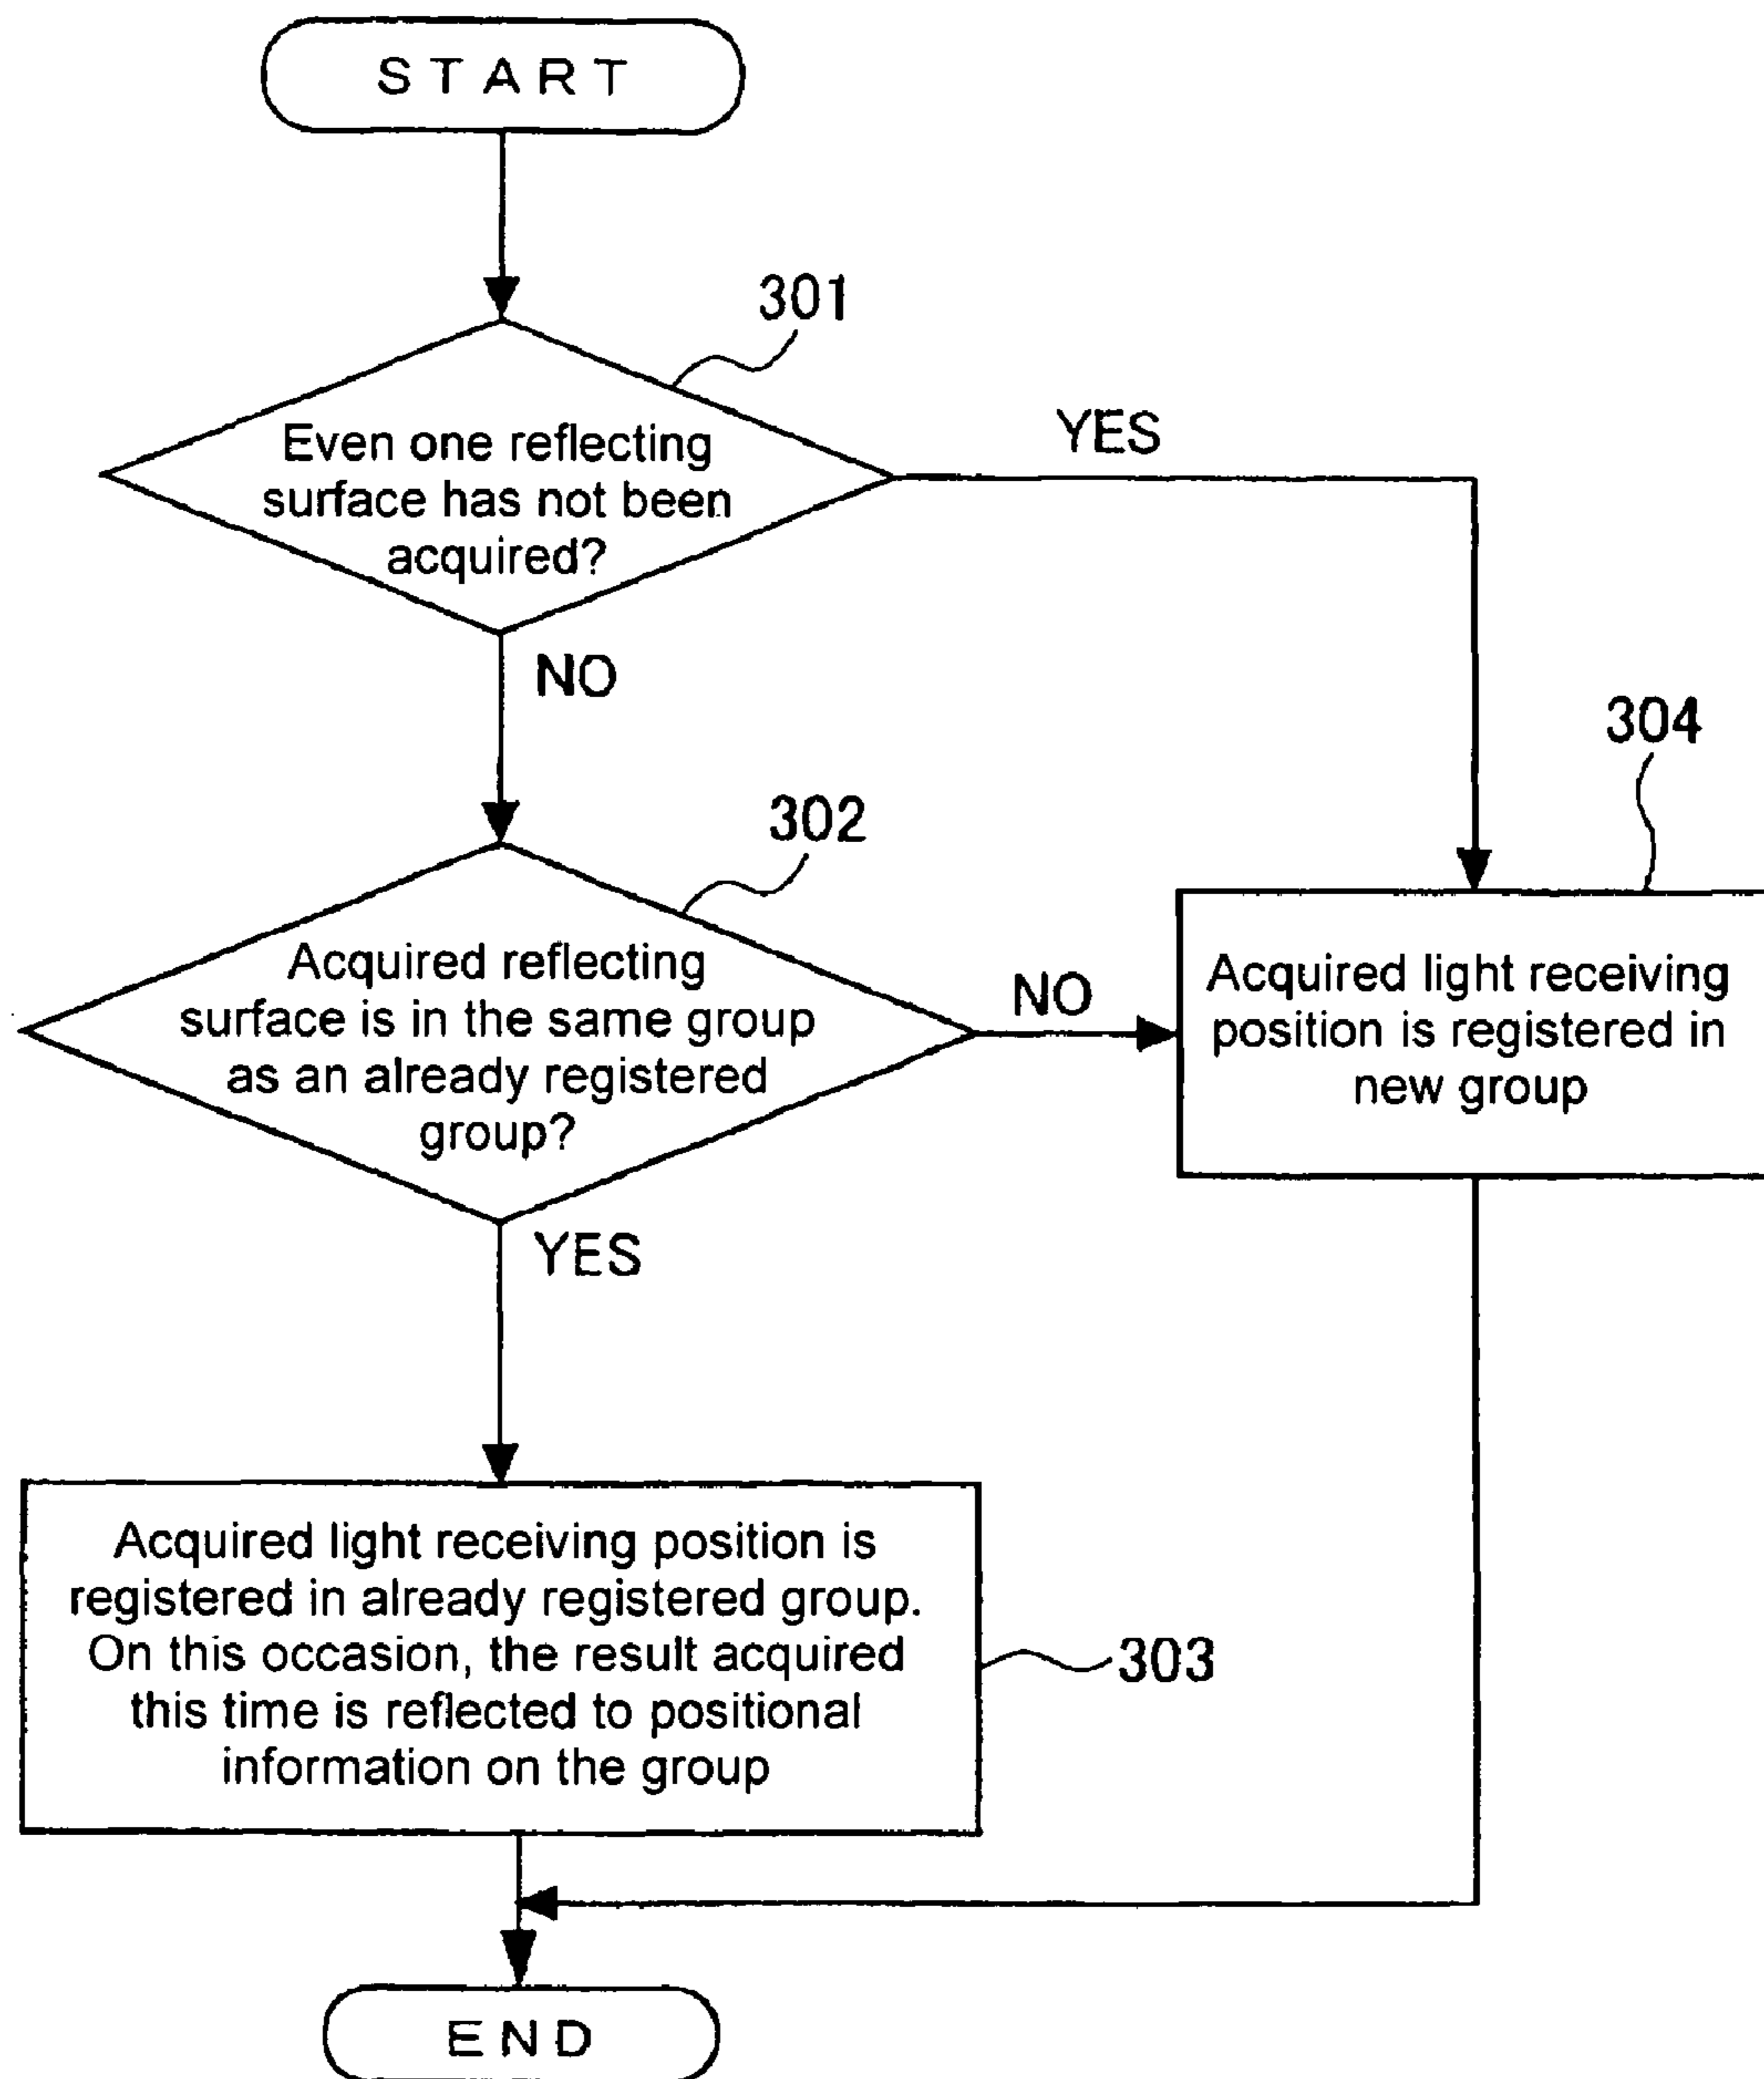 START
301
Even one reflecting
surface has not been
acquired?
YES
NO
302
304
Acquired reflecting
surface is in the same group
as an already registered
group?
NO
Acquired light receiving
position is registered in
new group
YES
Acquired light receiving position is
registered in already registered group.
On this occasion, the result acquired
this time is reflected to positional
information on the group
303
END